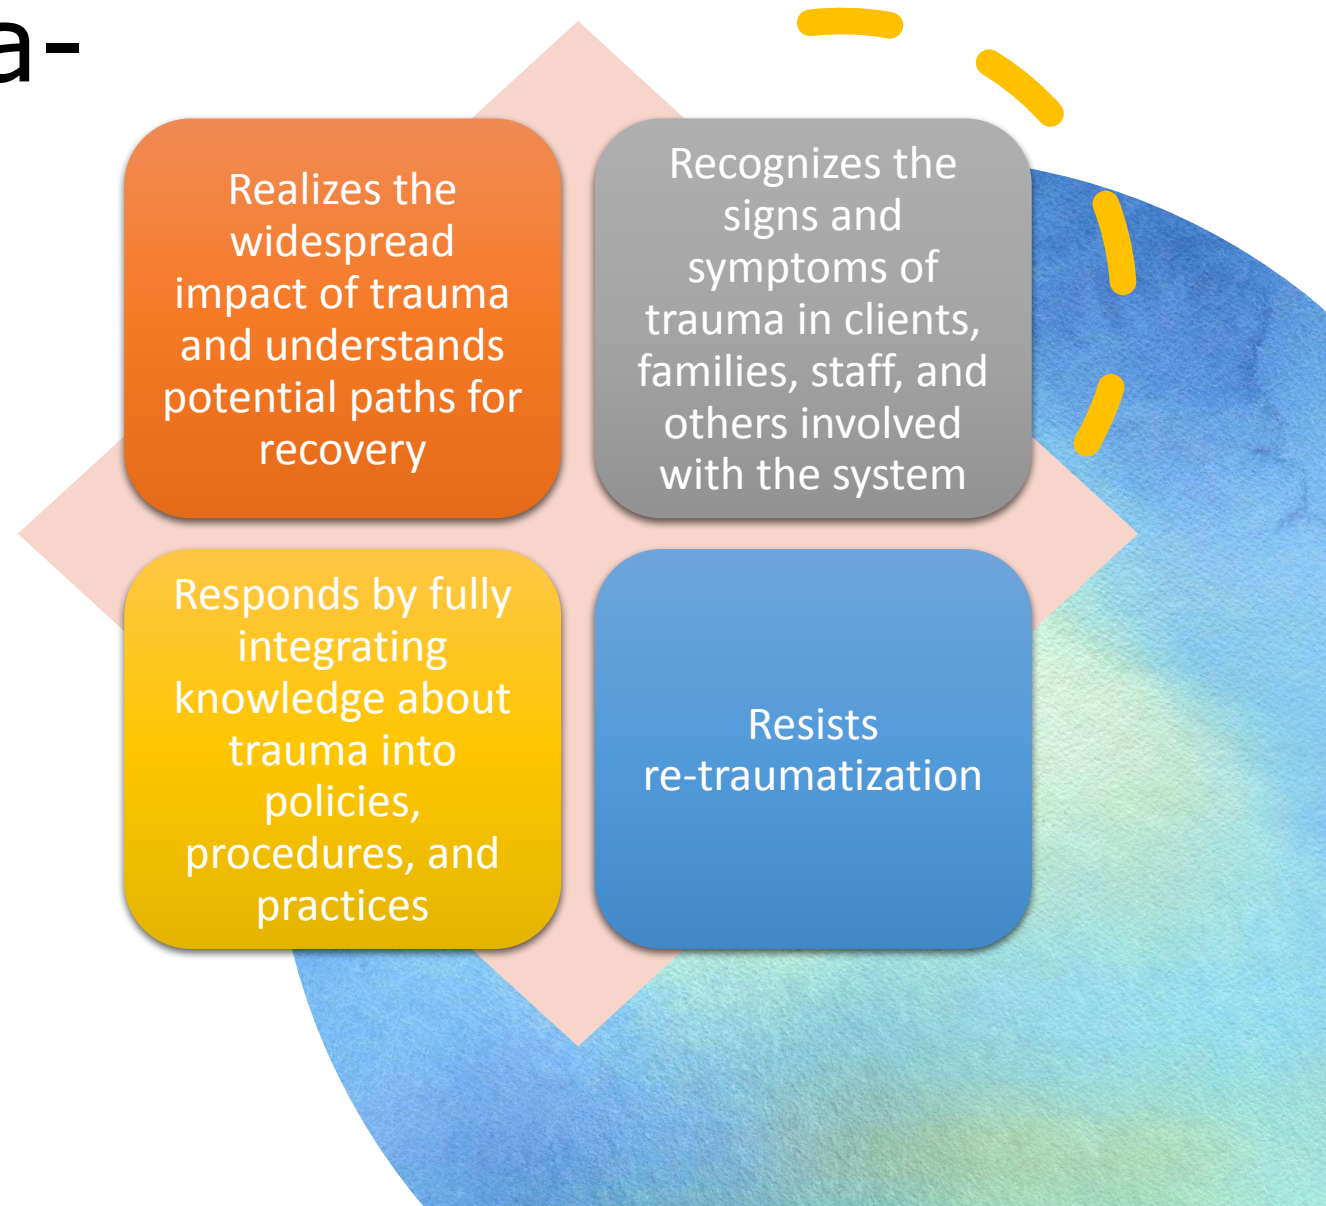 a-
Realizes the
widespread
impact of trauma
and understands
potential paths for
recovery
Recognizes the
signs and
symptoms of
trauma in clients,
families, staff, and
others involved
with the system
Responds by fully
integrating
knowledge about
trauma into
policies,
procedures, and
practices
Resists
re-traumatization